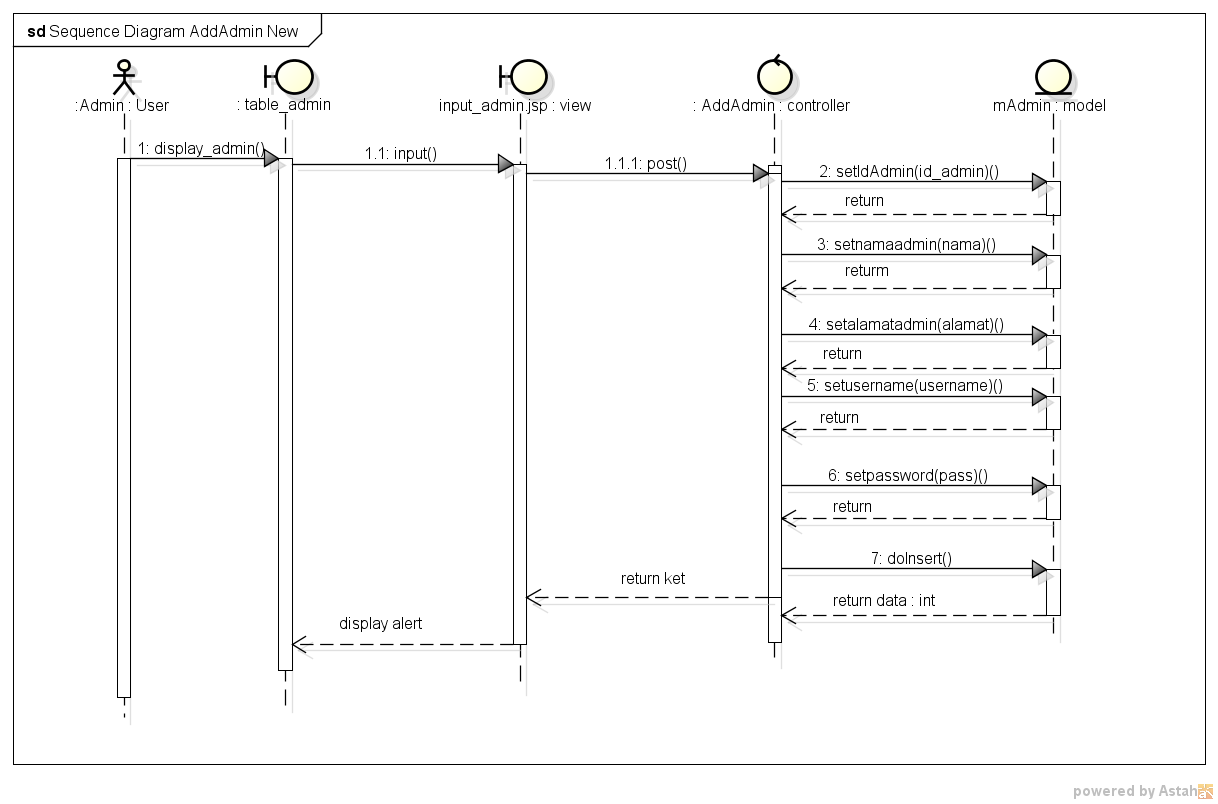 sd Sequence Diagram AddAdmin New
:Admin : User
: table_admin
input_admin.jsp : view
: AddAdmin : controller
mAdmin : model
1: display_admin()
1.1: input()
1.1.1: post()
2: setIdAdmin(id_admin)()
return
3: setnamaadmin(nama)()
returm
4: setalamatadmin(alamat)()
return
5: setusername(username)()
return
6: setpassword(pass)()
return
7: doInsert()
return ket
return data : int
display alert
powered by Astah